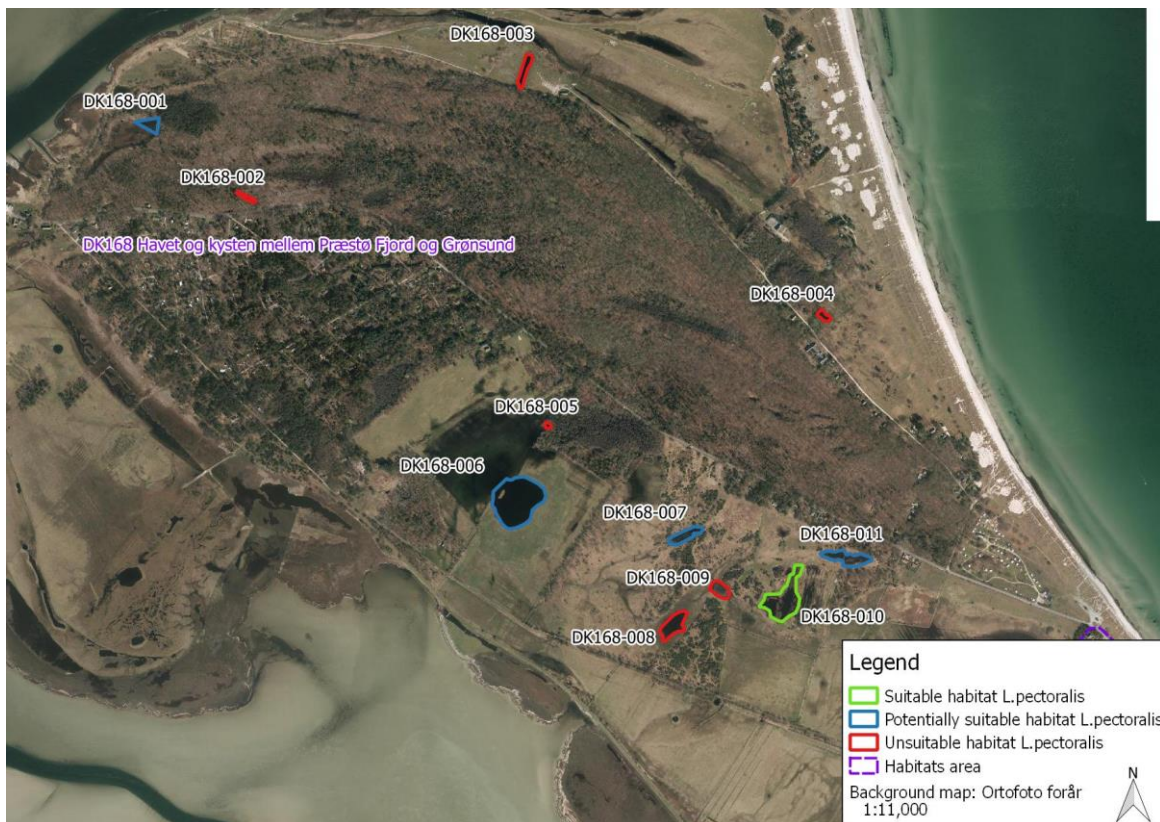 DK168-003
DK168-001
DK168-002
DK168 Havet og kysten mellem Præstø Fjord og Grønsund
DK168-004
DK168-005
DK168-006
DK168-007
DK168-011
DK168-009
DK168-010
DK168-008
Legend
Suitable habitat L.pectoralis
Potentially suitable habitat L.pectoralis
Unsuitable habitat L.pectoralis
Habitats area
Background map: Ortofoto forår
1:11,000
N